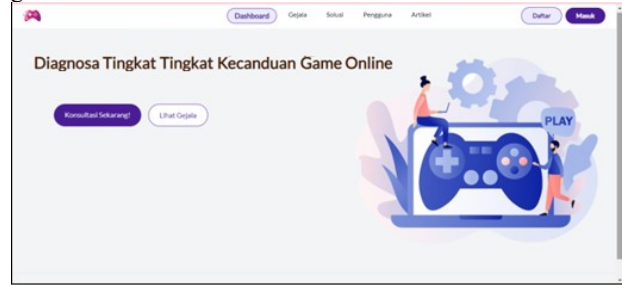 Dashboard Gejala Solusi Pengguna Artikel Daftar Masuk
Diagnosa Tingkat Tingkat Kecanduan Game Online
Konsultasi Sekarang! Lihat Gejala
PLAY